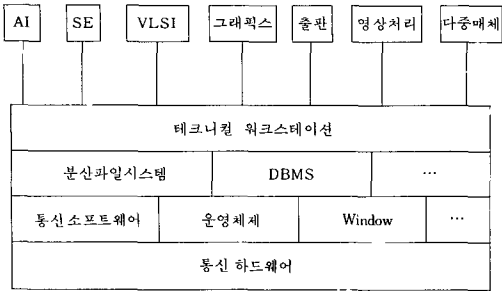 AI SE VLSI 그래픽스 출판 영상처리 다중매체
테크니컬 워크스테이션
분산파일시스템 DBMS …
통신소프트웨어 운영체제 Window …
통신 하드웨어